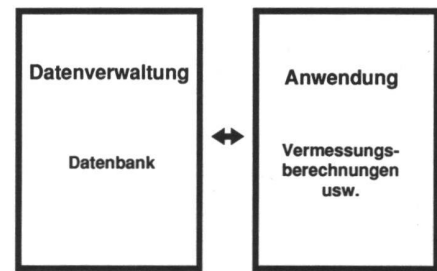 Datenverwaltung
Datenbank
Anwendung
Vermessungs-
berechnungen
usw.